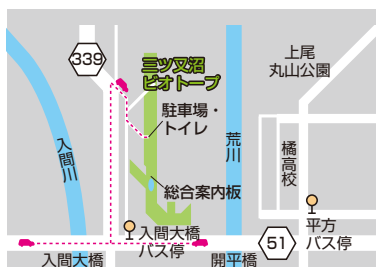 339
三ツ又沼
ビオトープ
上尾
丸山公園
駐車場・
トイレ
入間川
荒川
橘高校
総合案内板
入間大橋
バス停
51
平方
バス停
入間大橋
開平橋